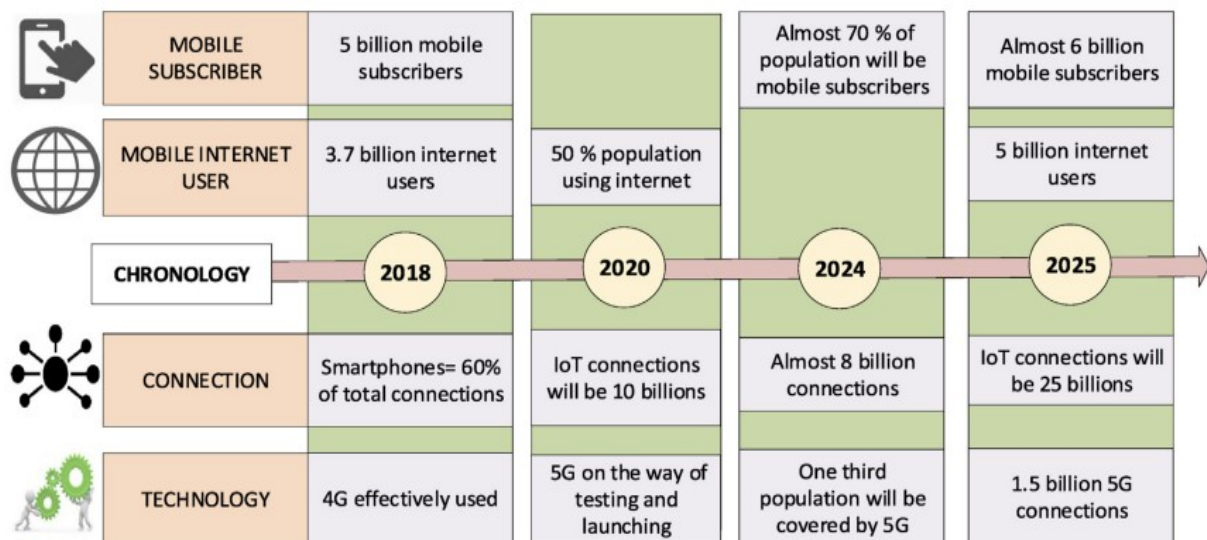 MOBILE
SUBSCRIBER
5 billion mobile
subscribers
Almost 70 % of
population will be
mobile subscribers
Almost 6 billion
mobile subscribers
MOBILE INTERNET
USER
3.7 billion internet
users
50 % population
using internet
5 billion internet
users
CHRONOLOGY
2018
2020
2024
2025
CONNECTION
Smartphones= 60%
of total connections
IoT connections
will be 10 billions
Almost 8 billion
connections
IoT connections will
be 25 billions
TECHNOLOGY
4G effectively used
5G on the way of
testing and
launching
One third
population will be
covered by 5G
1.5 billion 5G
connections